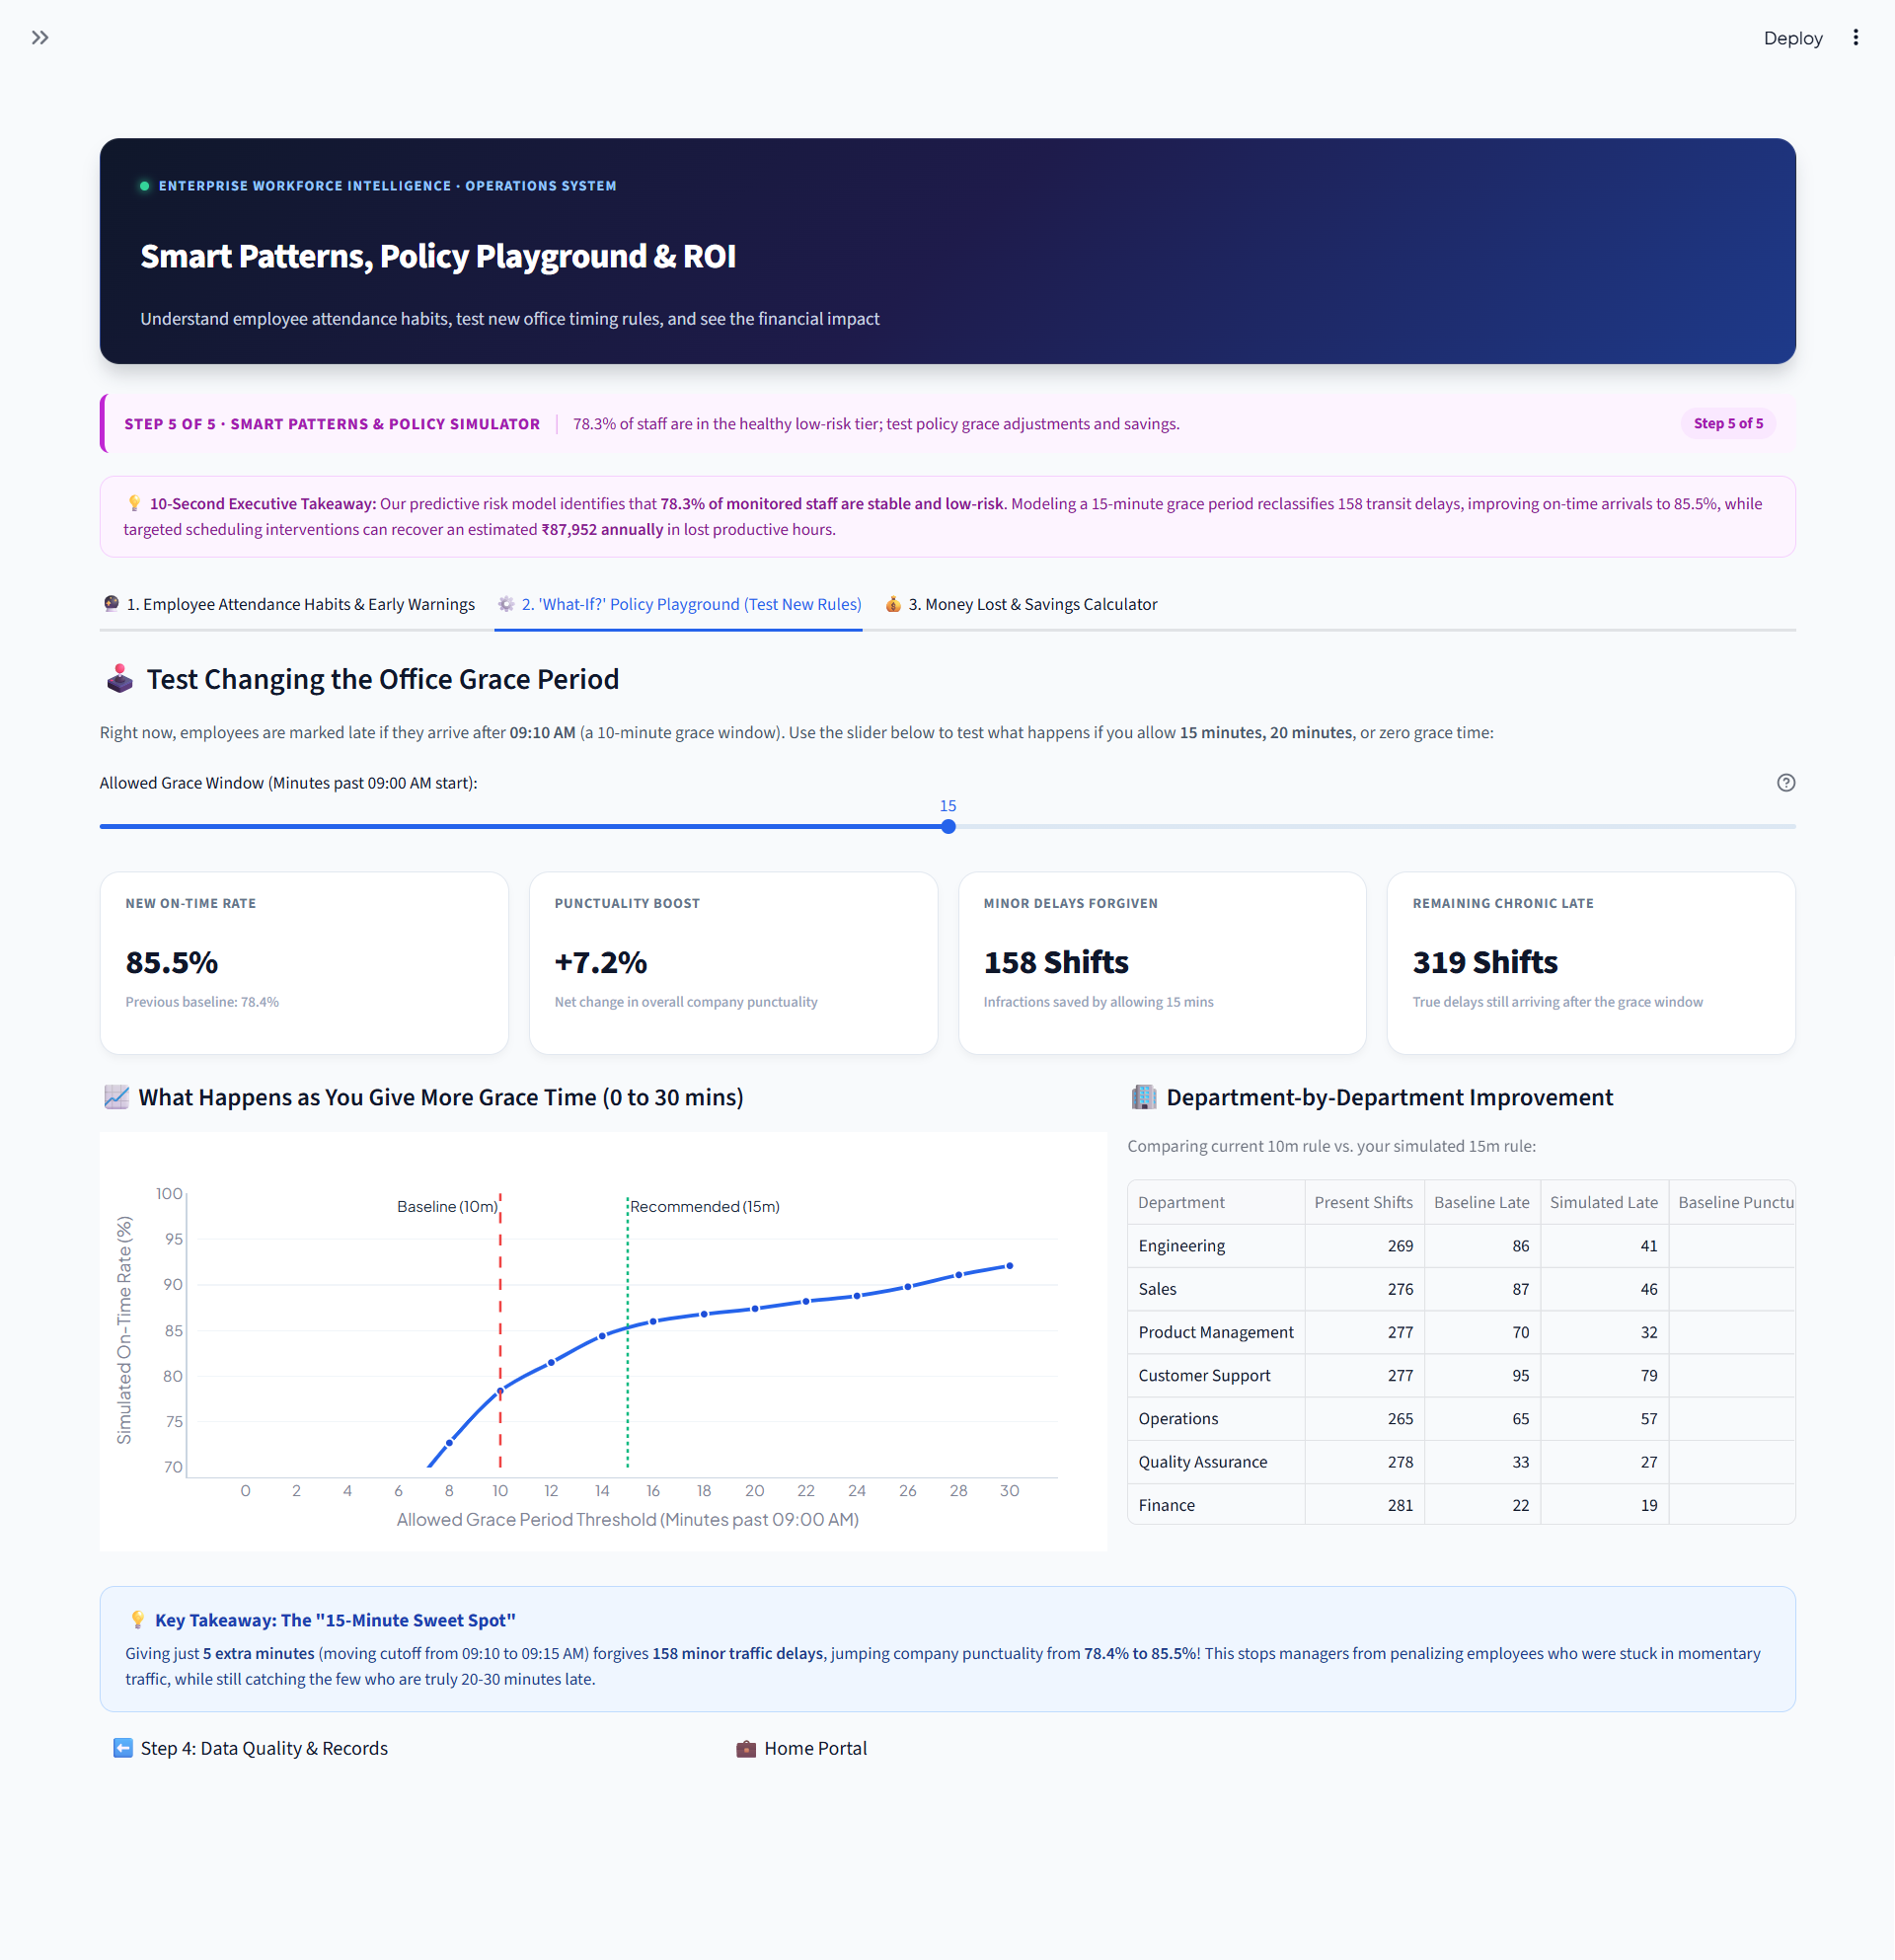 Deploy
ENTERPRISE WORKFORCE INTELLIGENCE · OPERATIONS SYSTEM
Smart Patterns, Policy Playground & ROI
Understand employee attendance habits, test new office timing rules, and see the financial impact
STEP 5 OF 5 · SMART PATTERNS & POLICY SIMULATOR
78.3% of staff are in the healthy low-risk tier; test policy grace adjustments and savings.
Step 5 of 5
10-Second Executive Takeaway: Our predictive risk model identifies that 78.3% of monitored staff are stable and low-risk. Modeling a 15-minute grace period reclassifies 158 transit delays, improving on-time arrivals to 85.5%, while
targeted scheduling interventions can recover an estimated ₹87,952 annually in lost productive hours.
1. Employee Attendance Habits & Early Warnings
2. 'What-If?' Policy Playground (Test New Rules)
3. Money Lost & Savings Calculator
Test Changing the Office Grace Period
Right now, employees are marked late if they arrive after 09:10 AM (a 10-minute grace window). Use the slider below to test what happens if you allow 15 minutes, 20 minutes, or zero grace time:
Allowed Grace Window (Minutes past 09:00 AM start):
15
NEW ON-TIME RATE
85.5%
Previous baseline: 78.4%
PUNCTUALITY BOOST
+7.2%
Net change in overall company punctuality
MINOR DELAYS FORGIVEN
158 Shifts
Infractions saved by allowing 15 mins
REMAINING CHRONIC LATE
319 Shifts
True delays still arriving after the grace window
What Happens as You Give More Grace Time (0 to 30 mins)
Simulated On-Time Rate (%)
100
95
90
85
80
75
70
Baseline (10m)
Recommended (15m)
0 2 4 6 8 10 12 14 16 18 20 22 24 26 28 30
Allowed Grace Period Threshold (Minutes past 09:00 AM)
Department-by-Department Improvement
Comparing current 10m rule vs. your simulated 15m rule:
Department Present Shifts Baseline Late Simulated Late Baseline Punctu
Engineering 269 86 41
Sales 276 87 46
Product Management 277 70 32
Customer Support 277 95 79
Operations 265 65 57
Quality Assurance 278 33 27
Finance 281 22 19
Key Takeaway: The "15-Minute Sweet Spot"
Giving just 5 extra minutes (moving cutoff from 09:10 to 09:15 AM) forgives 158 minor traffic delays, jumping company punctuality from 78.4% to 85.5%! This stops managers from penalizing employees who were stuck in momentary
traffic, while still catching the few who are truly 20-30 minutes late.
Step 4: Data Quality & Records
Home Portal